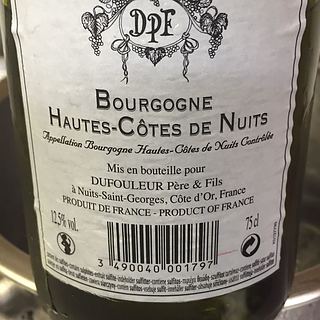 DPF
BOURGOGNE
HAUTES-CÔTES DE NUITS
Appellation Bourgogne Hautes-Côtes de Nuits Contrôlée
Mis en bouteille pour
DUFOULEUR Père & Fils
à Nuits-Saint-Georges, Côte d'Or, France
PRODUIT DE FRANCE - PRODUCT OF FRANCE
12,5% vol.
75 cl
3 490040 001797